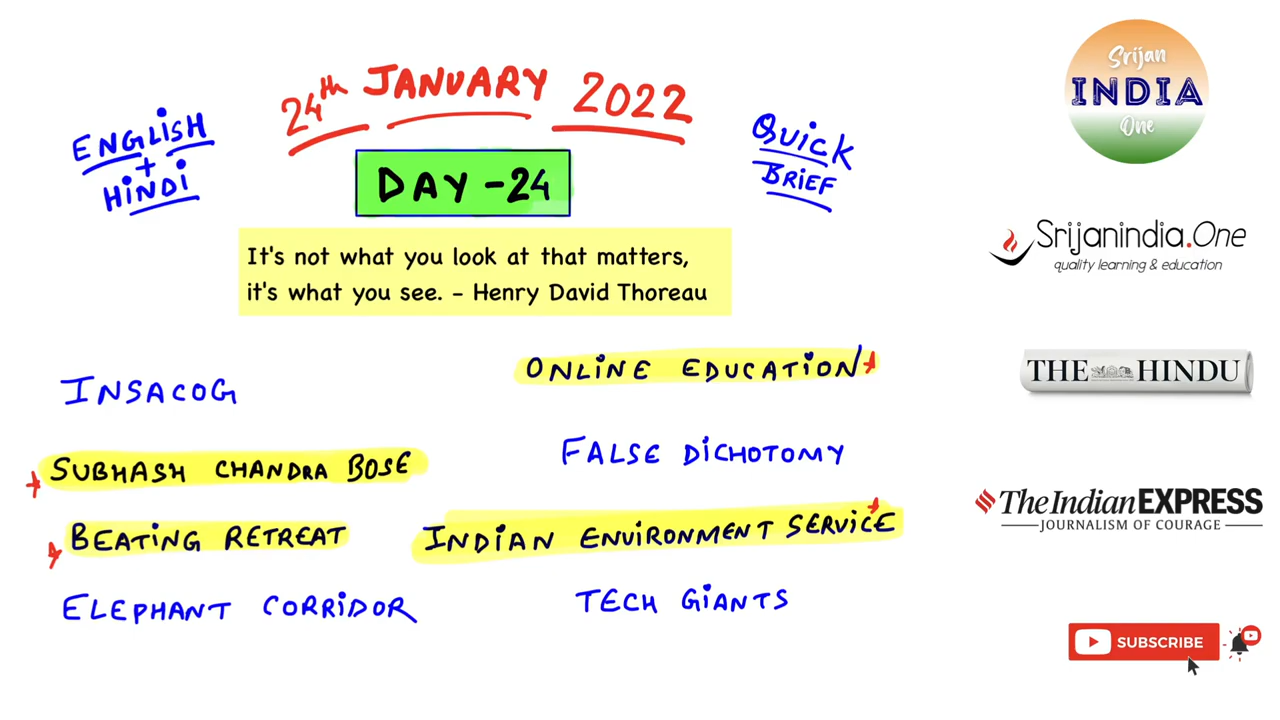 24th JANUARY 2022
ENGLISH
+
HINDI
QUICK
BRIEF
DAY - 24
It's not what you look at that matters,
it's what you see. - Henry David Thoreau
INSACOG
SUBHASH CHANDRA BOSE
BEATING RETREAT
ELEPHANT CORRIDOR
ONLINE EDUCATION
FALSE DICHOTOMY
INDIAN ENVIRONMENT SERVICE
TECH GIANTS
Srijan
INDIA
One
Srijanindia.One
quality learning & education
THE HINDU
The Indian EXPRESS
JOURNALISM OF COURAGE
SUBSCRIBE